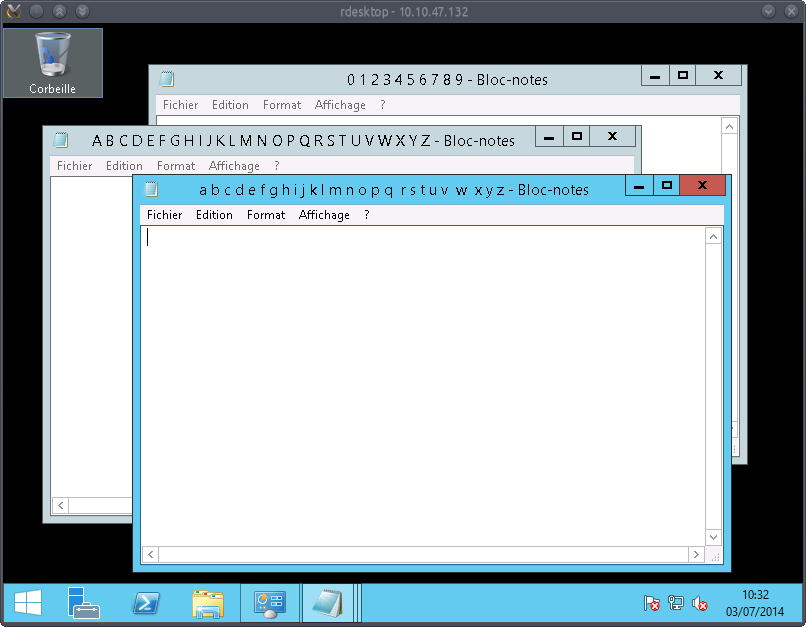 rdesktop - 10.10.47.132
Corbeille
0 1 2 3 4 5 6 7 8 9 - Bloc-notes
Fichier Edition Format Affichage ?
A B C D E F G H I J K L M N O P Q R S T U V W X Y Z - Bloc-notes
Fichier Edition Format Affichage ?
a b c d e f g h i j k l m n o p q r s t u v w x y z - Bloc-notes
Fichier Edition Format Affichage ?
10:32
03/07/2014